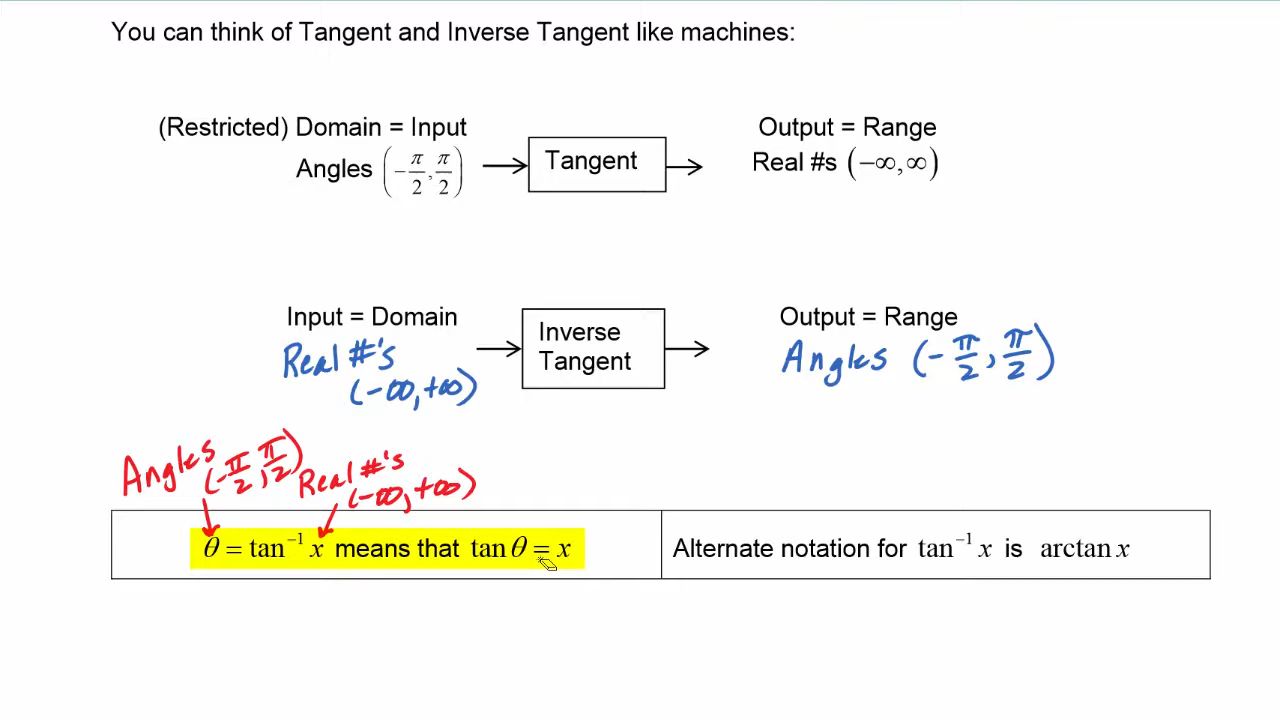 You can think of Tangent and Inverse Tangent like machines:
(Restricted) Domain = Input
Output = Range
Angles (-π/2, π/2)
Tangent
Real #s (-∞, ∞)
Input = Domain
Output = Range
Inverse
Tangent
Real #'s
(-∞, +∞)
Angles (-π/2, π/2)
Angles
(-π/2, π/2)
Real #'s
(-∞, +∞)
θ = tan⁻¹ x means that tan θ = x
Alternate notation for tan⁻¹ x is arctan x